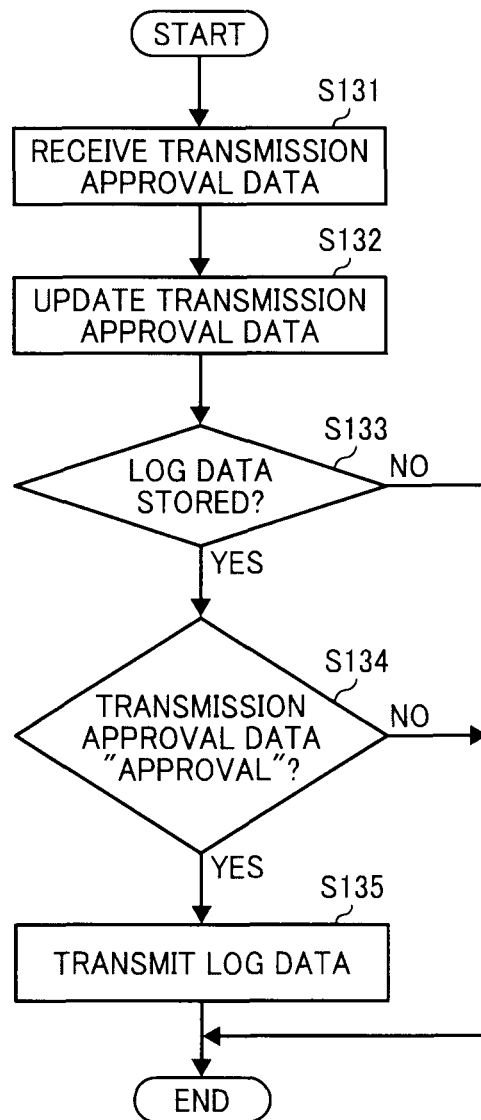 START
S131
RECEIVE TRANSMISSION
APPROVAL DATA
S132
UPDATE TRANSMISSION
APPROVAL DATA
S133
LOG DATA
STORED?
NO
YES
S134
TRANSMISSION
APPROVAL DATA
"APPROVAL"?
NO
YES
S135
TRANSMIT LOG DATA
END